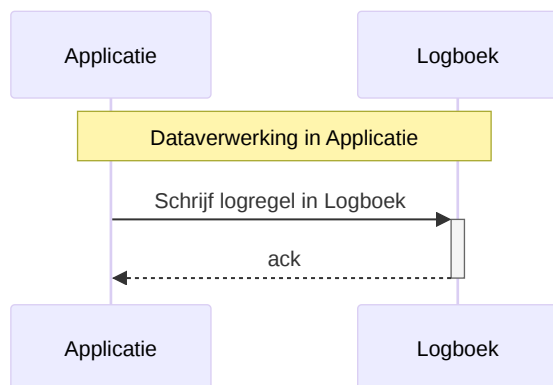 Applicatie
Logboek
Dataverwerking in Applicatie
Schrijf logregel in Logboek
ack
Applicatie
Logboek